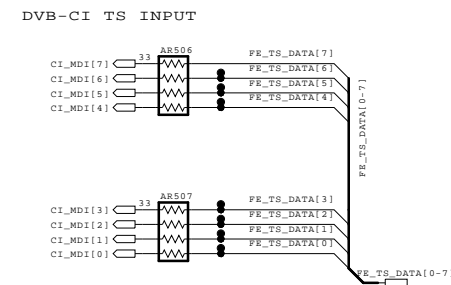 DVB-CI TS INPUT
AR506
33
CI_MDI[7]
FE_TS_DATA[7]
CI_MDI[6]
FE_TS_DATA[6]
CI_MDI[5]
FE_TS_DATA[5]
CI_MDI[4]
FE_TS_DATA[4]
FE_TS_DATA[0-7]
AR507
33
CI_MDI[3]
FE_TS_DATA[3]
CI_MDI[2]
FE_TS_DATA[2]
CI_MDI[1]
FE_TS_DATA[1]
CI_MDI[0]
FE_TS_DATA[0]
FE_TS_DATA[0-7]